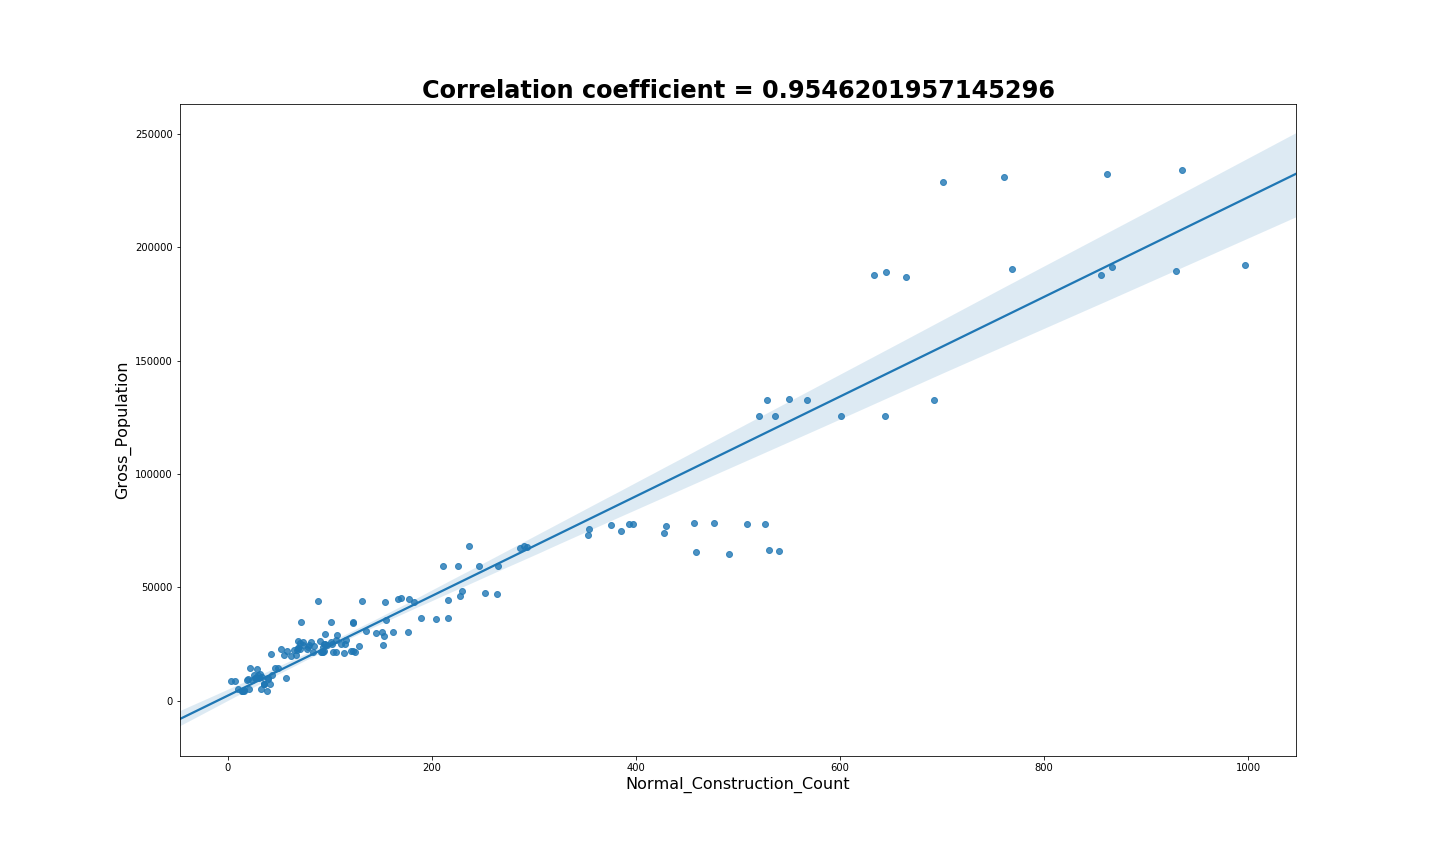 Correlation coefficient = 0.9546201957145296
250000
200000
150000
100000
50000
0
Gross_Population
0 200 400 600 800 1000
Normal_Construction_Count